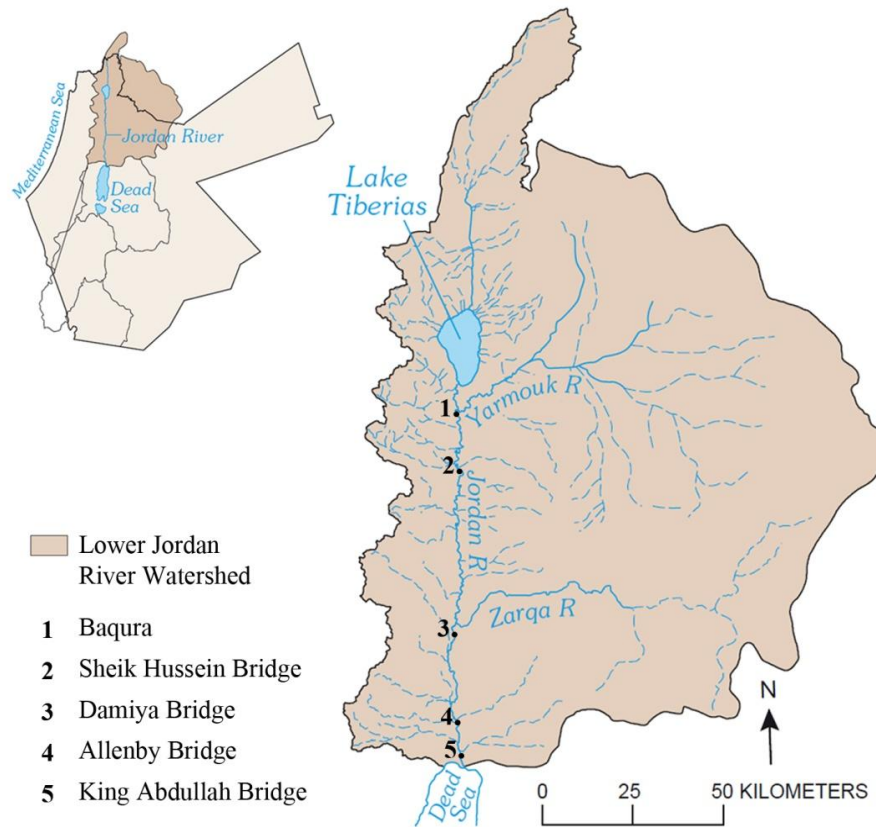 Mediterranean Sea
Jordan River
Dead
Sea
Lake
Tiberias
Yarmouk R
1
2
Jordan R
Zarqa R
3
4
5
Dead
Sea
Lower Jordan
River Watershed
1 Baqura
2 Sheik Hussein Bridge
3 Damiya Bridge
4 Allenby Bridge
5 King Abdullah Bridge
N
0 25 50 KILOMETERS